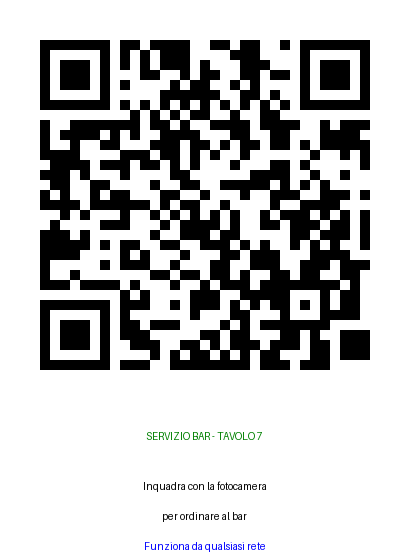 SERVIZIO BAR - TAVOLO 7
Inquadra con la fotocamera
per ordinare al bar
Funziona da qualsiasi rete